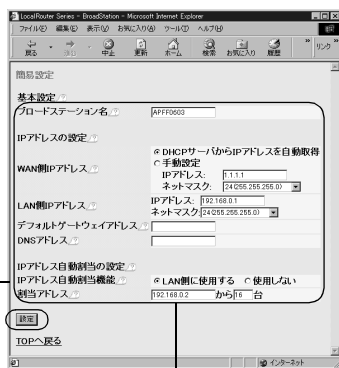 LocalRouter Series - BroadStation - Microsoft Internet Explorer
ファイル(F) 編集(E) 表示(V) お気に入り(A) ツール(T) ヘルプ(H)
戻る 進む 中止 更新 ホーム 検索 お気に入り 履歴 » リンク »
簡易設定
基本設定 ?
ブロードステーション名 ? APFF0603
IPアドレスの設定 ?
WAN側IPアドレス ? DHCPサーバからIPアドレスを自動取得
手動設定
IPアドレス: 1.1.1.1
ネットマスク: 24(255.255.255.0)
LAN側IPアドレス ? IPアドレス: 192.168.0.1
ネットマスク: 24(255.255.255.0)
デフォルトゲートウェイアドレス ?
DNSアドレス ?
IPアドレス自動割当の設定 ?
IPアドレス自動割当機能 ? LAN側に使用する 使用しない
割当アドレス ? 192.168.0.2 から 16 台
設定
TOPへ戻る
インターネット